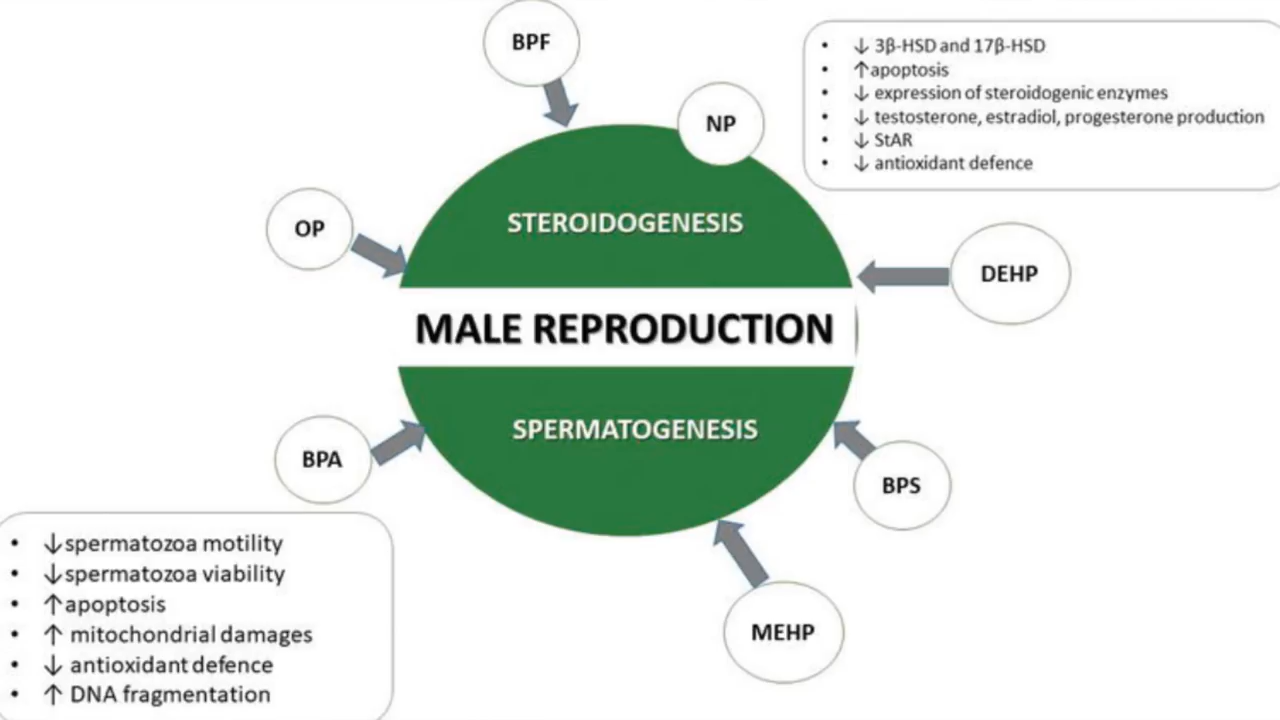 BPF
NP
• ↓ 3β-HSD and 17β-HSD
• ↑apoptosis
• ↓ expression of steroidogenic enzymes
• ↓ testosterone, estradiol, progesterone production
• ↓ StAR
• ↓ antioxidant defence
OP
STEROIDOGENESIS
DEHP
MALE REPRODUCTION
SPERMATOGENESIS
BPA
BPS
• ↓spermatozoa motility
• ↓spermatozoa viability
• ↑apoptosis
• ↑ mitochondrial damages
• ↓ antioxidant defence
• ↑ DNA fragmentation
MEHP